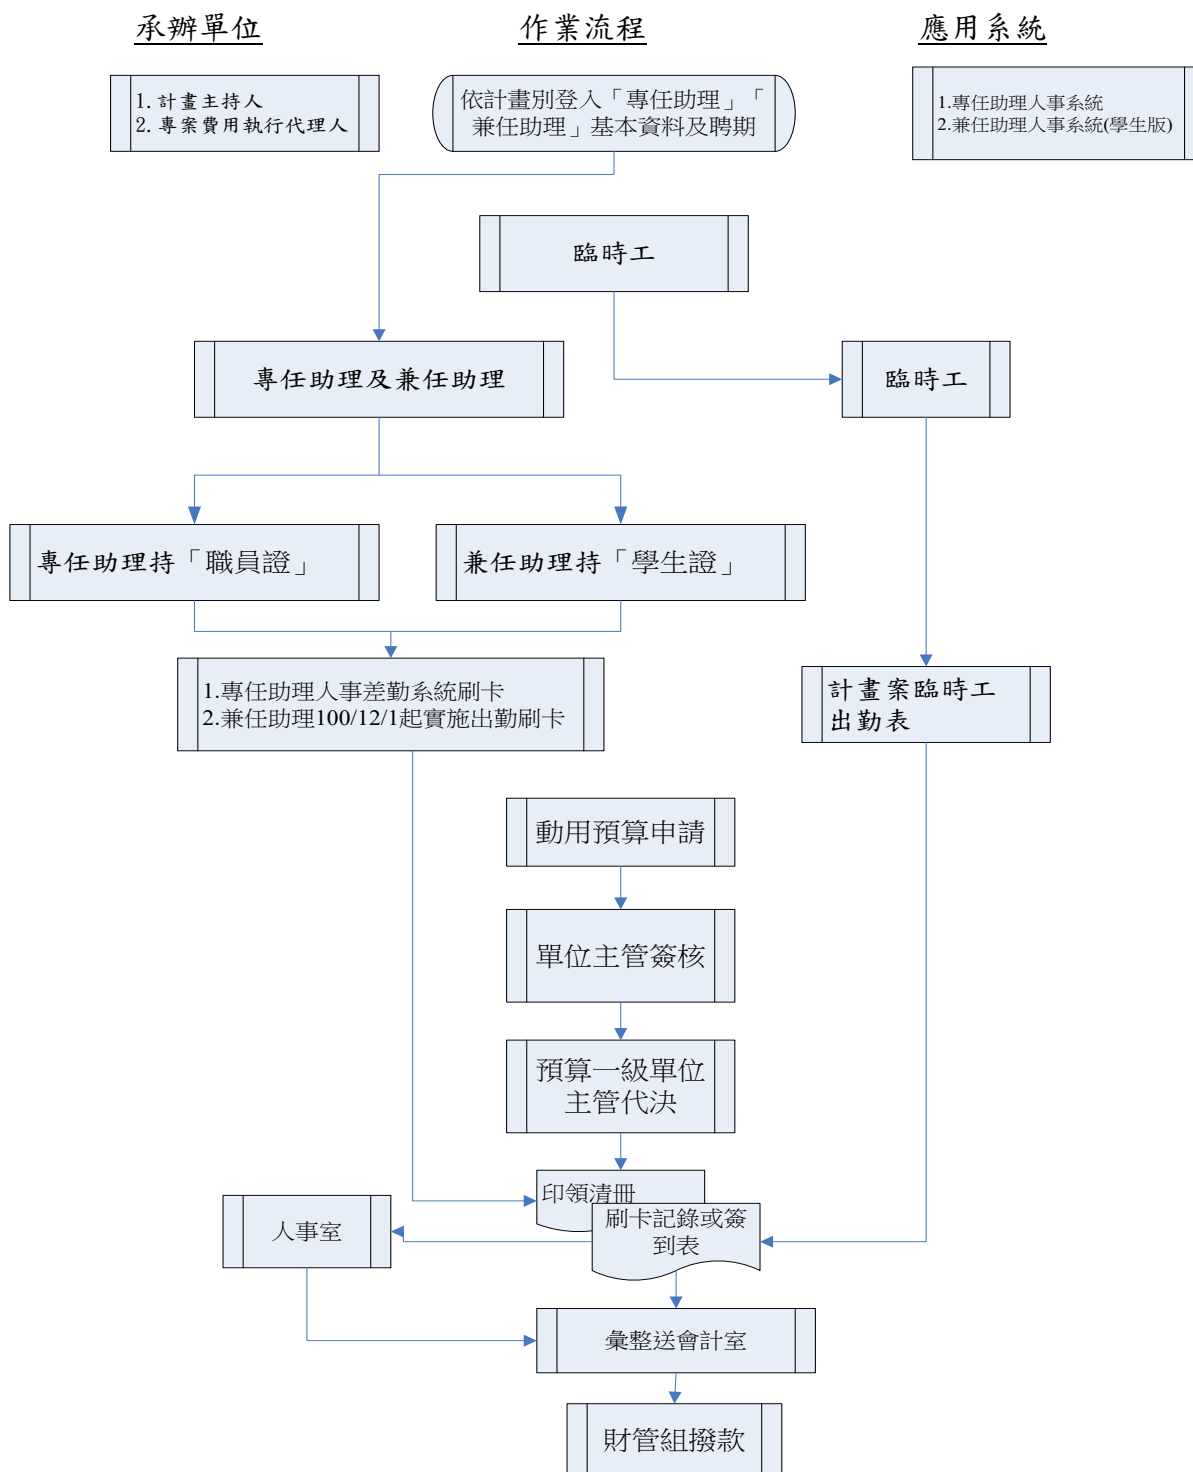 承辦單位
作業流程
應用系統
1. 計畫主持人
2. 專案費用執行代理人
依計畫別登入「專任助理」「
兼任助理」基本資料及聘期
1.專任助理人事系統
2.兼任助理人事系統(學生版)
臨時工
專任助理及兼任助理
臨時工
專任助理持「職員證」
兼任助理持「學生證」
1.專任助理人事差勤系統刷卡
2.兼任助理100/12/1起實施出勤刷卡
計畫案臨時工
出勤表
動用預算申請
單位主管簽核
預算一級單位
主管代決
印領清冊
刷卡記錄或簽
到表
人事室
彙整送會計室
財管組撥款